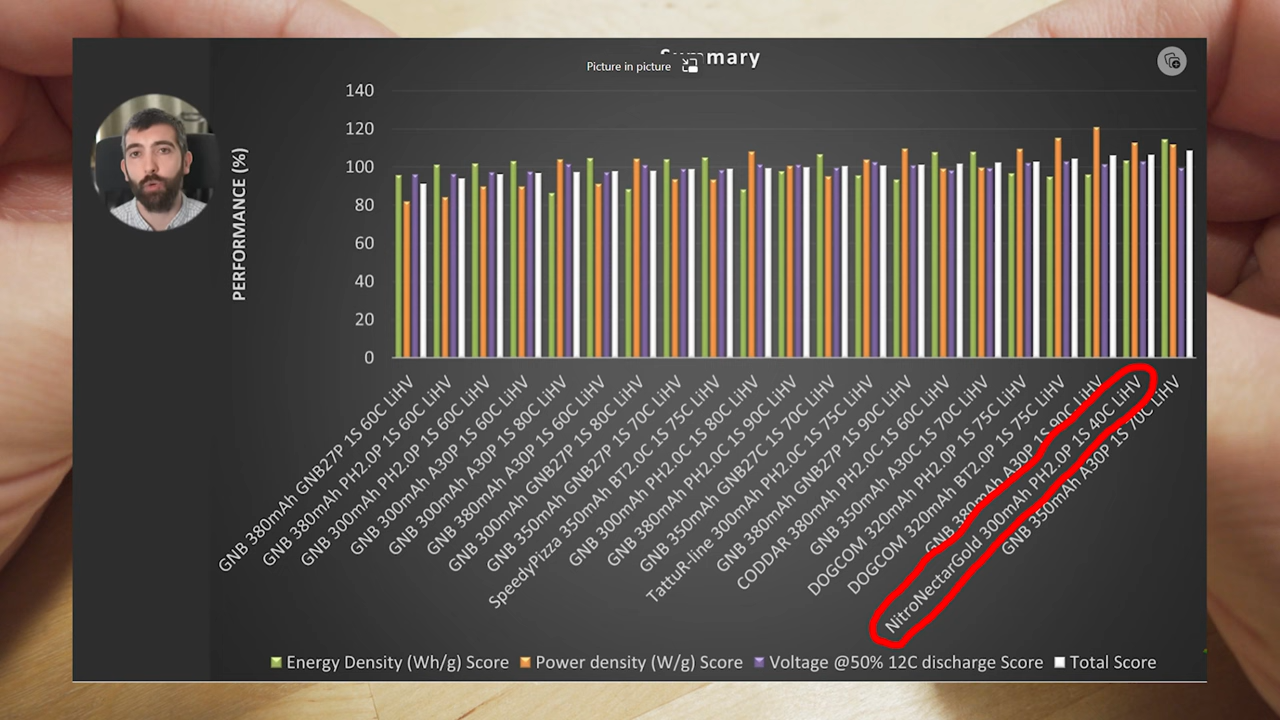 Summary
Picture in picture
PERFORMANCE (%)
140
120
100
80
60
40
20
0
GNB 380mAh GNB27P 1S 60C LiHV
GNB 380mAh PH2.0P 1S 60C LiHV
GNB 300mAh PH2.0P 1S 60C LiHV
GNB 300mAh A30P 1S 60C LiHV
GNB 300mAh A30P 1S 80C LiHV
GNB 380mAh A30P 1S 60C LiHV
GNB 300mAh GNB27P 1S 80C LiHV
GNB 350mAh GNB27P 1S 70C LiHV
SpeedyPizza 350mAh BT2.0C 1S 75C LiHV
GNB 300mAh PH2.0C 1S 80C LiHV
GNB 380mAh PH2.0C 1S 90C LiHV
GNB 350mAh GNB27C 1S 70C LiHV
TattuR-line 300mAh PH2.0C 1S 75C LiHV
GNB 380mAh GNB27P 1S 90C LiHV
CODDAR 380mAh PH2.0C 1S 60C LiHV
GNB 350mAh A30C 1S 70C LiHV
DOGCOM 320mAh PH2.0P 1S 75C LiHV
DOGCOM 320mAh BT2.0P 1S 75C LiHV
GNB 380mAh A30P 1S 90C LiHV
NitroNectarGold 300mAh PH2.0P 1S 40C LiHV
GNB 350mAh A30P 1S 70C LiHV
Energy Density (Wh/g) Score Power density (W/g) Score Voltage @50% 12C discharge Score Total Score